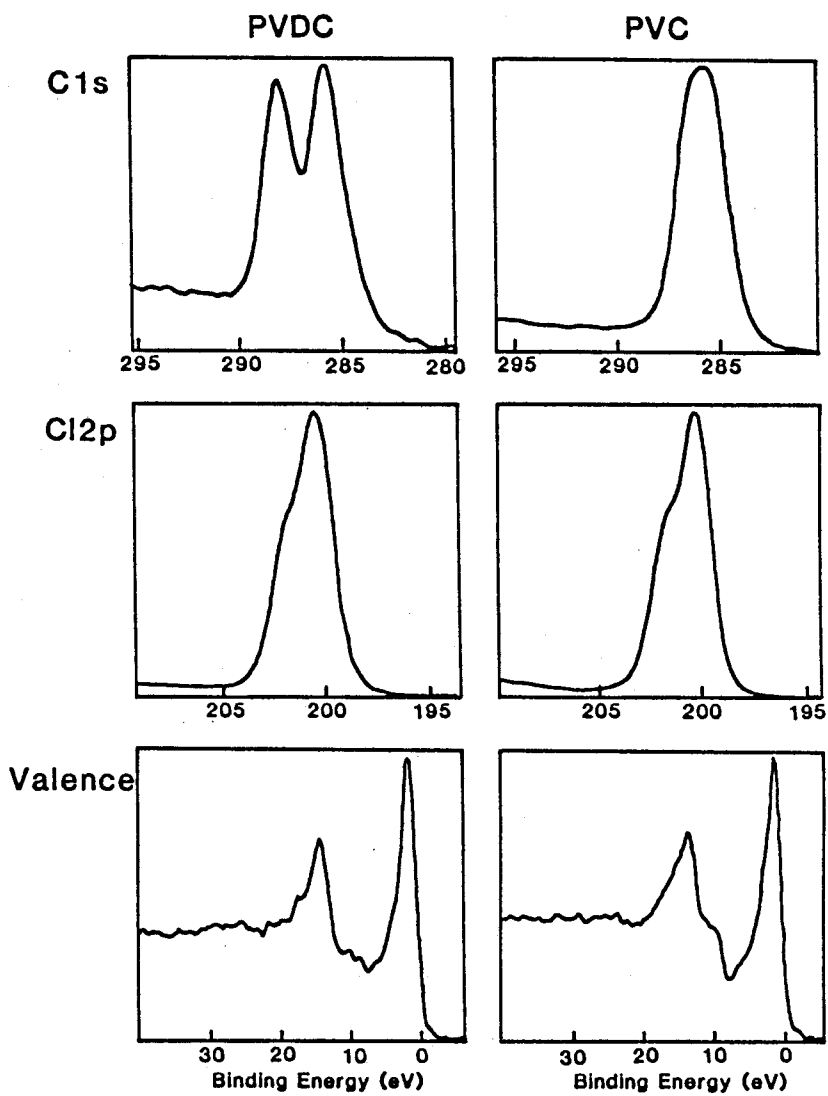 PVDC PVC
C1s
295 290 285 280 295 290 285
Cl2p
205 200 195 205 200 195
Valence
30 20 10 0 30 20 10 0
Binding Energy (eV) Binding Energy (eV)